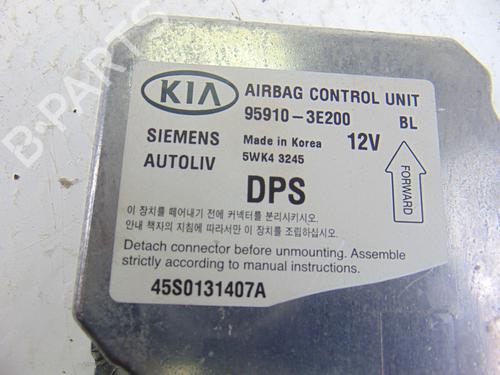 KIA
AIRBAG CONTROL UNIT
95910-3E200 BL
SIEMENS
AUTOLIV
Made in Korea
5WK4 3245
12V
FORWARD
DPS
이 장치를 떼어내기 전에 커넥터를 분리시키시오.
안내 책자의 지침에 따라서만 이 장치를 조립하십시오.
Detach connector before unmounting. Assemble
strictly according to manual instructions.
45S0131407A
B-PARTS